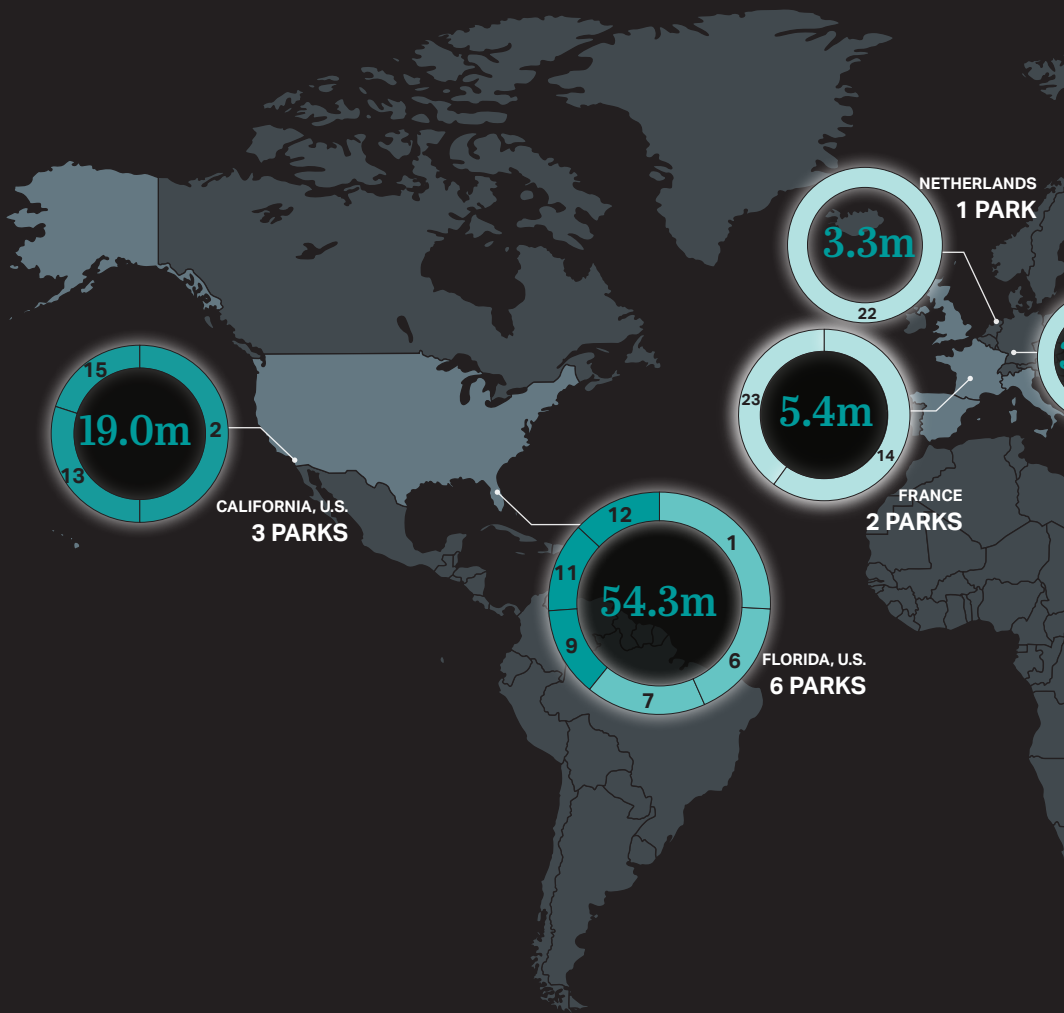 NETHERLANDS
1 PARK
3.3m
22
15
19.0m
2
13
CALIFORNIA, U.S.
3 PARKS
23
5.4m
14
FRANCE
2 PARKS
12
1
11
54.3m
9
6
7
FLORIDA, U.S.
6 PARKS